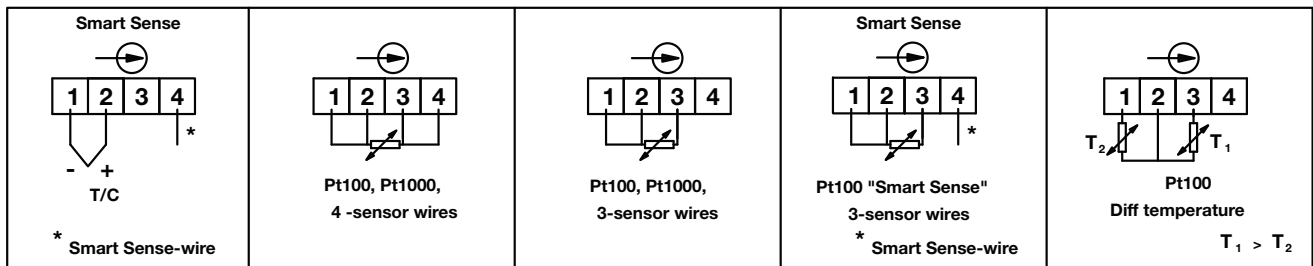 Smart Sense
1 2 3 4
*
- +
T/C
* Smart Sense-wire
1 2 3 4
Pt100, Pt1000,
4 -sensor wires
1 2 3 4
Pt100, Pt1000,
3-sensor wires
Smart Sense
1 2 3 4
*
Pt100 "Smart Sense"
3-sensor wires
* Smart Sense-wire
1 2 3 4
T₂ T₁
Pt100
Diff temperature
T₁ > T₂